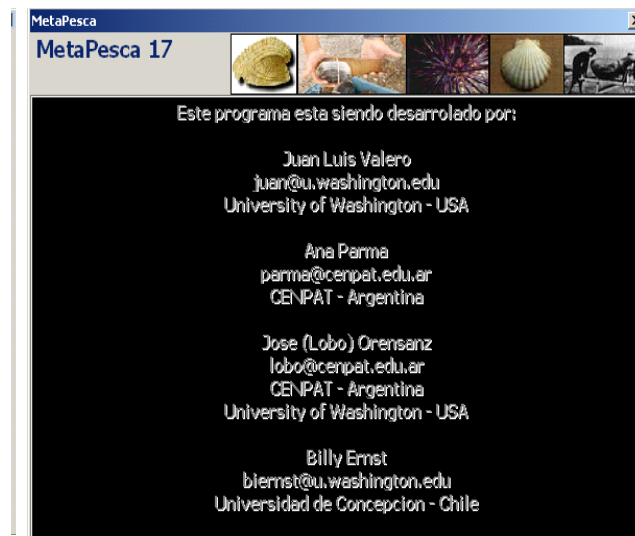 MetaPesca
MetaPesca 17
Este programa esta siendo desarrolado por:
Juan Luis Valero
juan@u.washington.edu
University of Washington - USA
Ana Parma
parma@cenpat.edu.ar
CENPAT - Argentina
Jose (Lobo) Orensanz
lobo@cenpat.edu.ar
CENPAT - Argentina
University of Washington - USA
Billy Ernst
biernst@u.washington.edu
Universidad de Concepcion - Chile